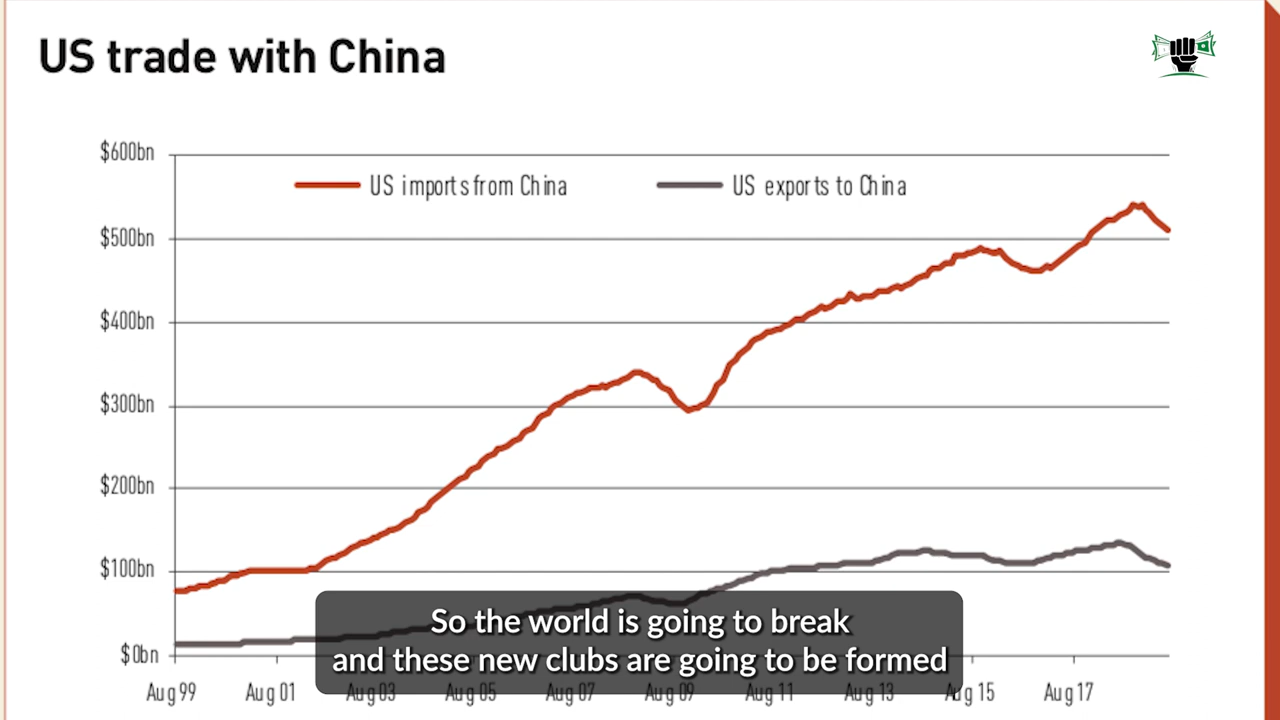 US trade with China
$600bn
US imports from China
US exports to China
$500bn
$400bn
$300bn
$200bn
$100bn
$0bn
So the world is going to break
and these new clubs are going to be formed
Aug 99 Aug 01 Aug 03 Aug 05 Aug 07 Aug 09 Aug 11 Aug 13 Aug 15 Aug 17